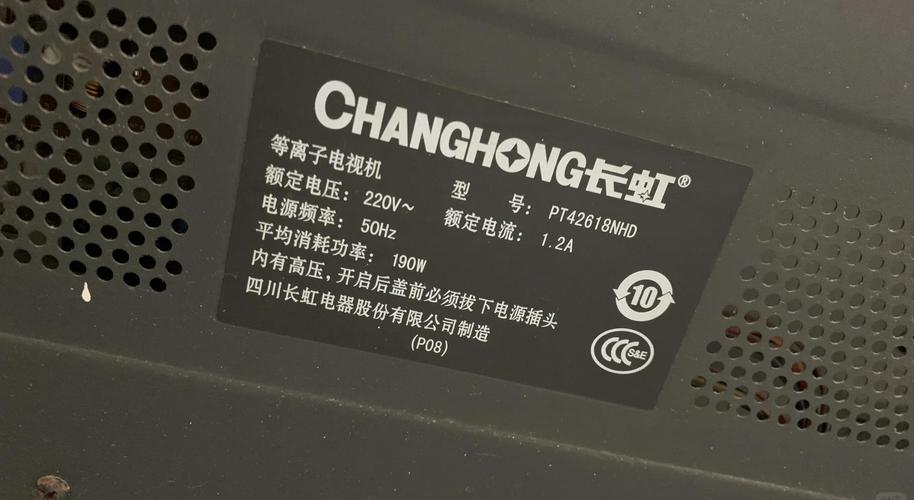 CHANGHONG长虹®
等离子电视机 型 号: PT42618NHD
额定电压: 220V~ 额定电流: 1.2A
电源频率: 50Hz
平均消耗功率: 190W
内有高压,开启后盖前必须拔下电源插头
四川长虹电器股份有限公司制造
(P08)
10
CCC S&E